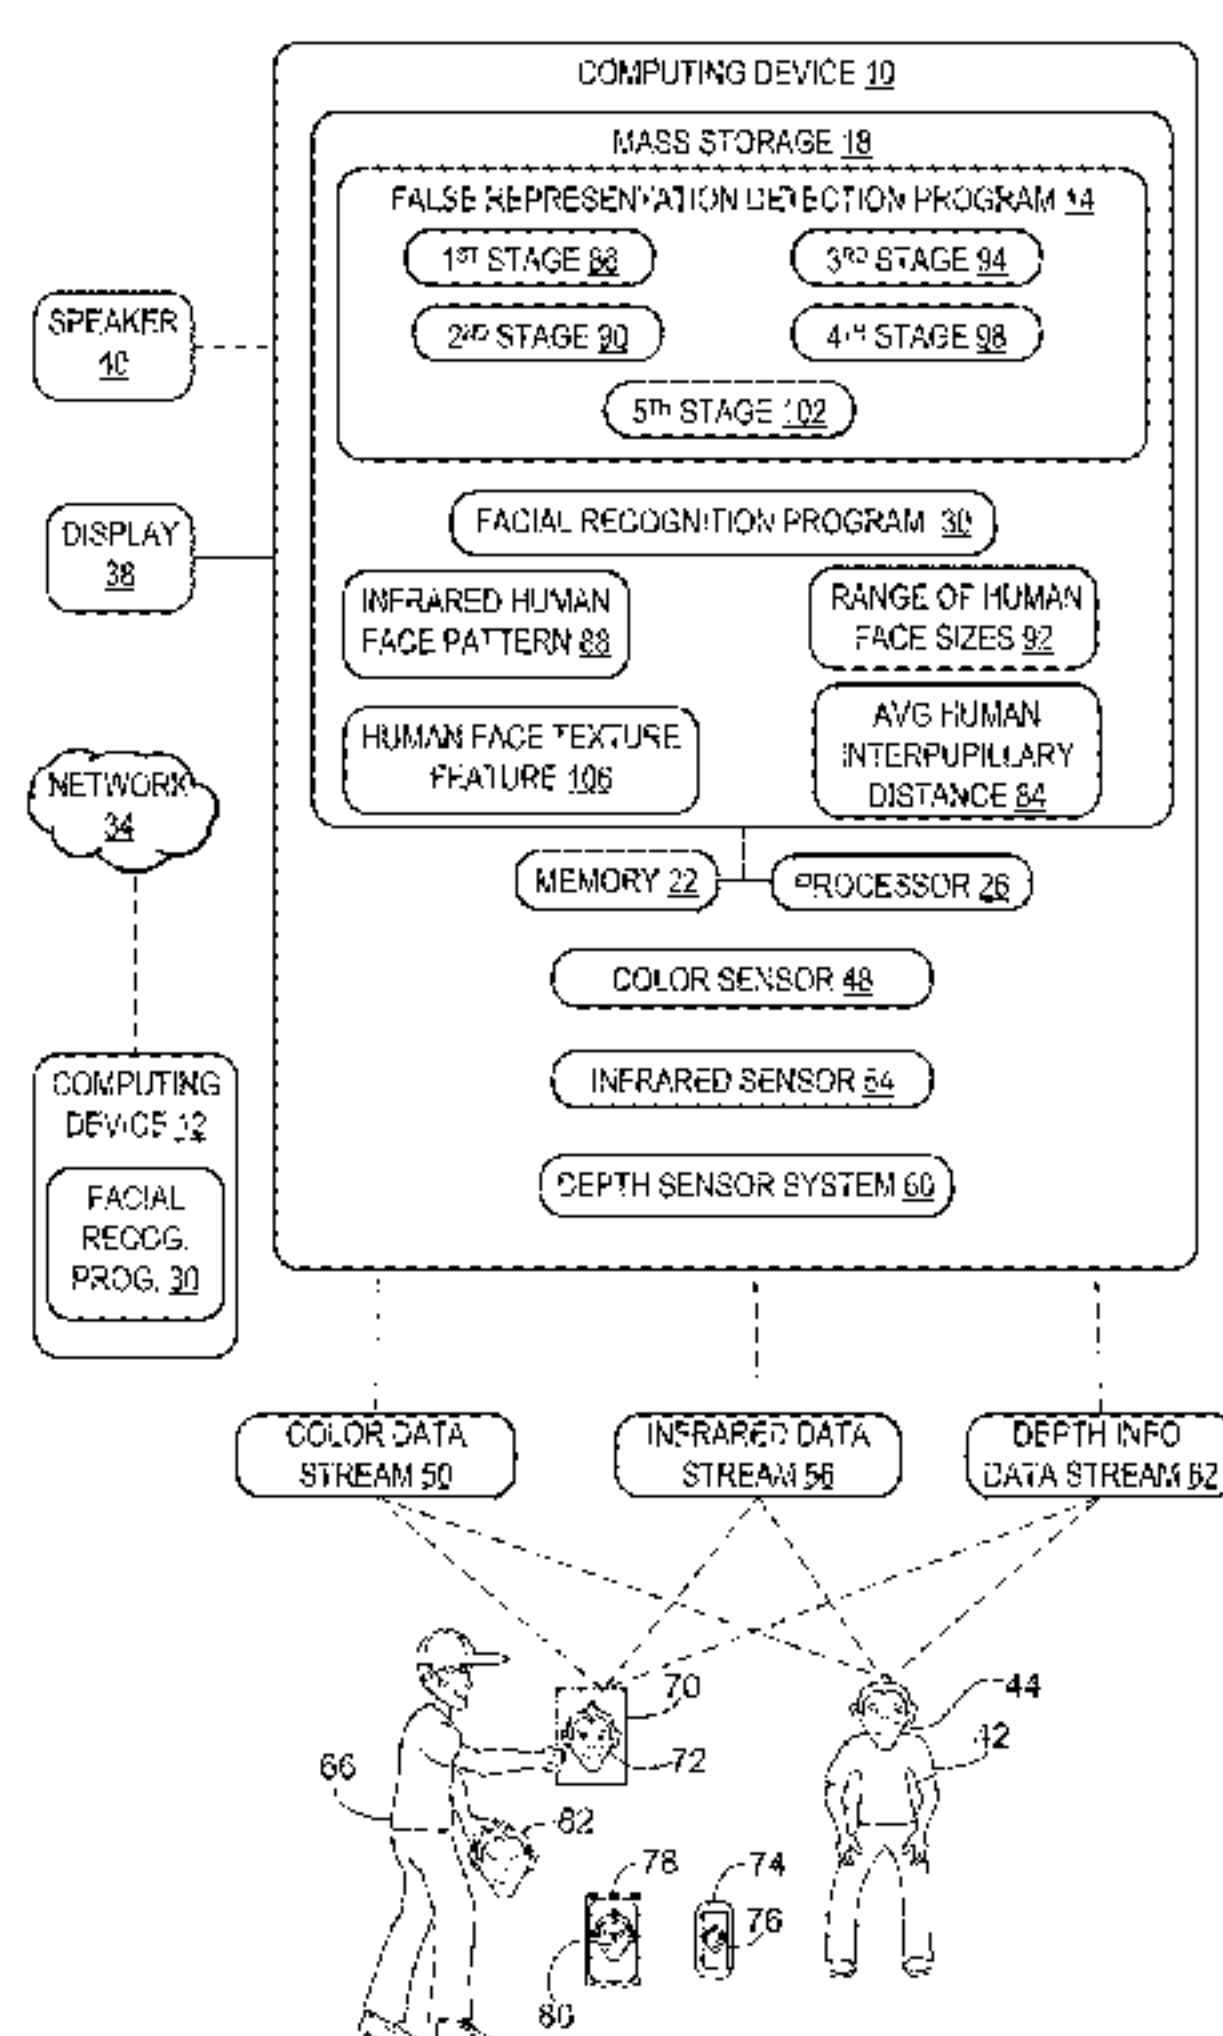 COMPUTING DEVICE 10
MASS STORAGE 18
FALSE REPRESENTATION DETECTION PROGRAM 14
1ST STAGE 86
3RD STAGE 94
2ND STAGE 90
4TH STAGE 98
5TH STAGE 102
SPEAKER
40
FACIAL RECOGNITION PROGRAM 30
DISPLAY
38
INFRARED HUMAN
FACE PATTERN 88
RANGE OF HUMAN
FACE SIZES 92
HUMAN FACE TEXTURE
FEATURE 106
AVG HUMAN
INTERPUPILLARY
DISTANCE 84
NETWORK
34
MEMORY 22
PROCESSOR 26
COLOR SENSOR 48
COMPUTING
DEVICE 32
FACIAL
RECOG.
PROG. 30
INFRARED SENSOR 54
DEPTH SENSOR SYSTEM 60
COLOR DATA
STREAM 50
INFRARED DATA
STREAM 56
DEPTH INFO
DATA STREAM 62
70
44
72
42
66
82
78
74
76
80